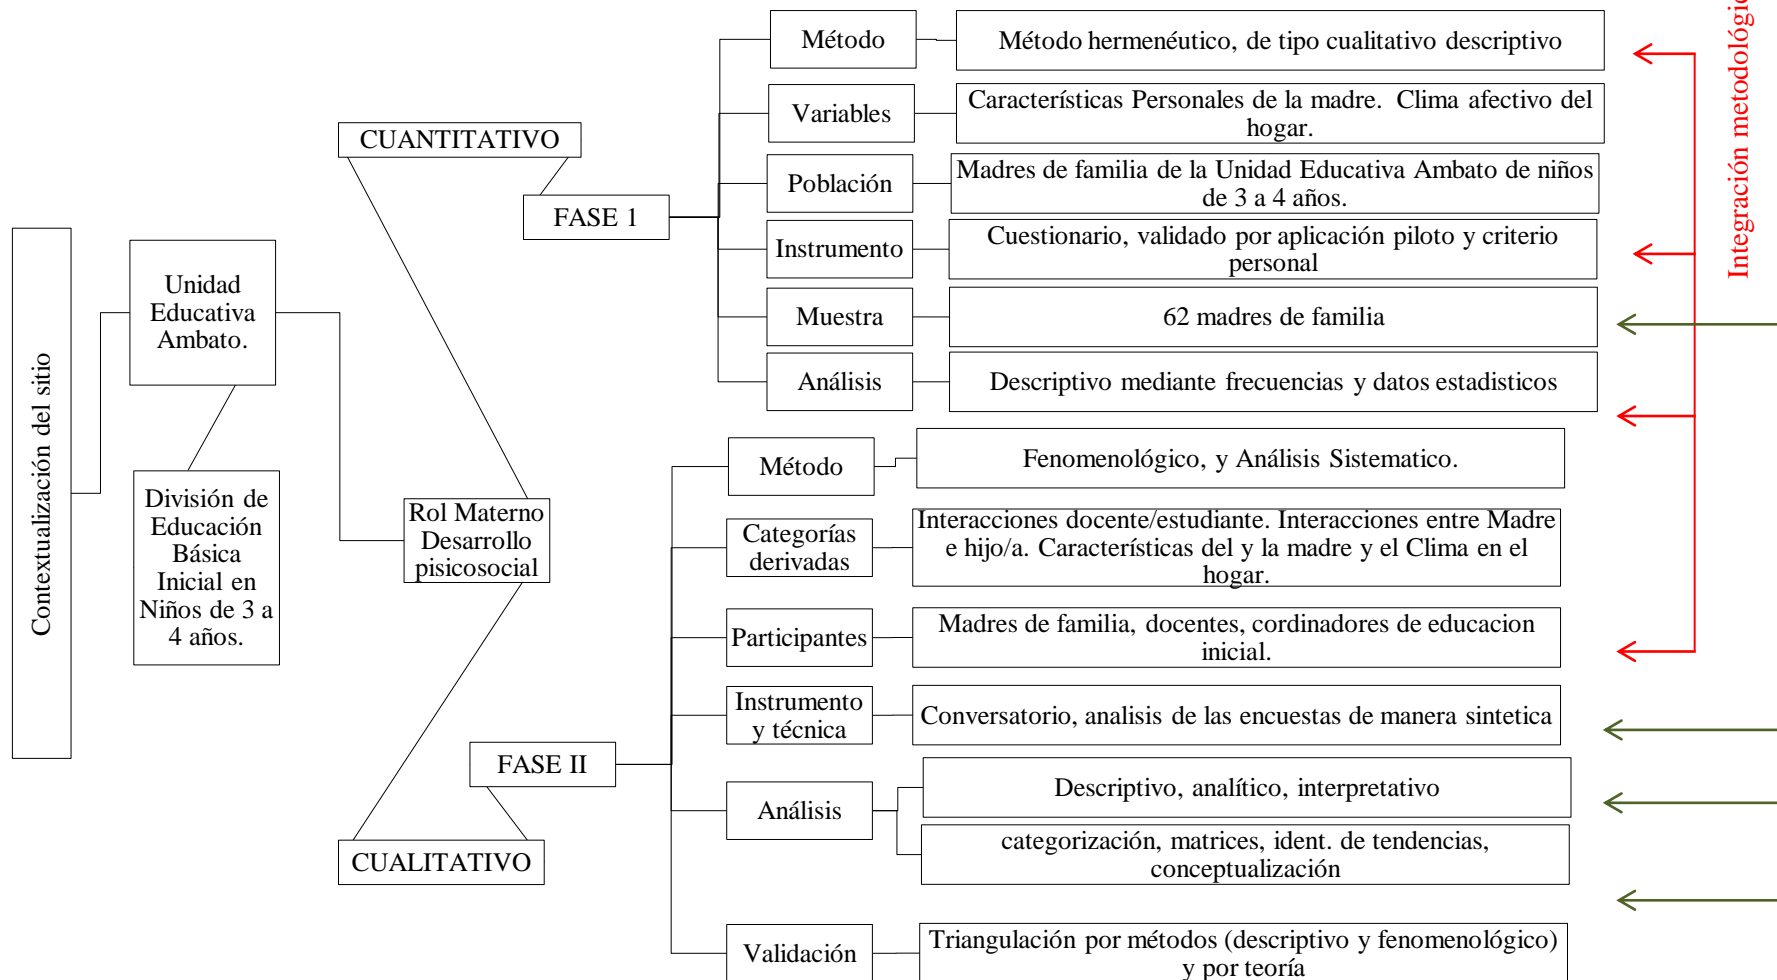 Contextualización del sitio
Unidad
Educativa
Ambato.
División de
Educación
Básica
Inicial en
Niños de 3 a
4 años.
Rol Materno
Desarrollo
pisicosocial
CUANTITATIVO
FASE 1
Método
Método hermenéutico, de tipo cualitativo descriptivo
Variables
Características Personales de la madre. Clima afectivo del
hogar.
Población
Madres de familia de la Unidad Educativa Ambato de niños
de 3 a 4 años.
Instrumento
Cuestionario, validado por aplicación piloto y criterio
personal
Muestra
62 madres de familia
Análisis
Descriptivo mediante frecuencias y datos estadisticos
CUALITATIVO
FASE II
Método
Fenomenológico, y Análisis Sistematico.
Categorías
derivadas
Interacciones docente/estudiante. Interacciones entre Madre
e hijo/a. Características del y la madre y el Clima en el
hogar.
Participantes
Madres de familia, docentes, cordinadores de educacion
inicial.
Instrumento
y técnica
Conversatorio, analisis de las encuestas de manera sintetica
Análisis
Descriptivo, analítico, interpretativo
categorización, matrices, ident. de tendencias,
conceptualización
Validación
Triangulación por métodos (descriptivo y fenomenológico)
y por teoría
Integración